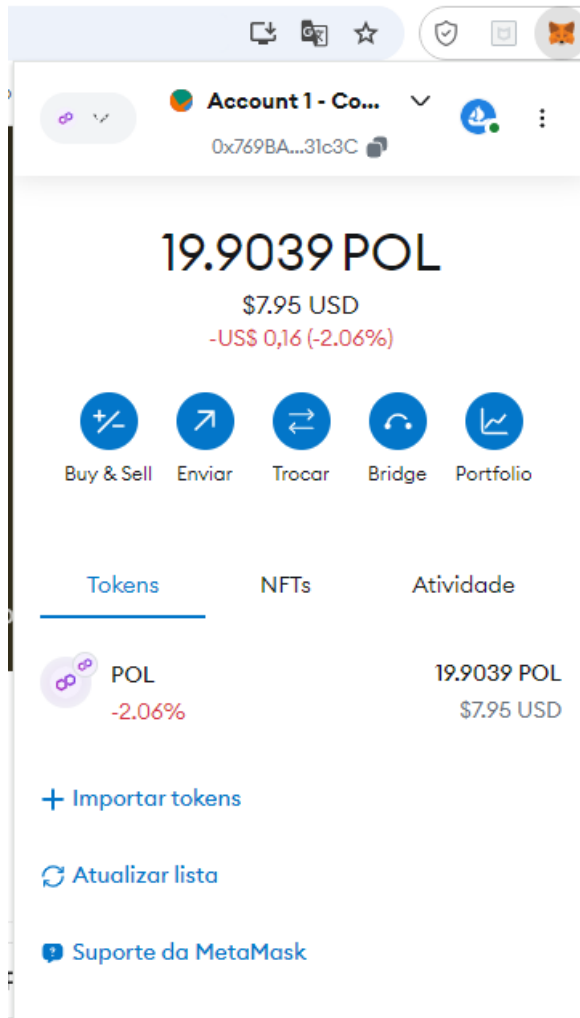 Account 1 - Co...
0x769BA...31c3C
19.9039 POL
$7.95 USD
-US$ 0,16 (-2.06%)
Buy & Sell Enviar Trocar Bridge Portfolio
Tokens NFTs Atividade
POL 19.9039 POL
-2.06% $7.95 USD
+ Importar tokens
Atualizar lista
Suporte da MetaMask